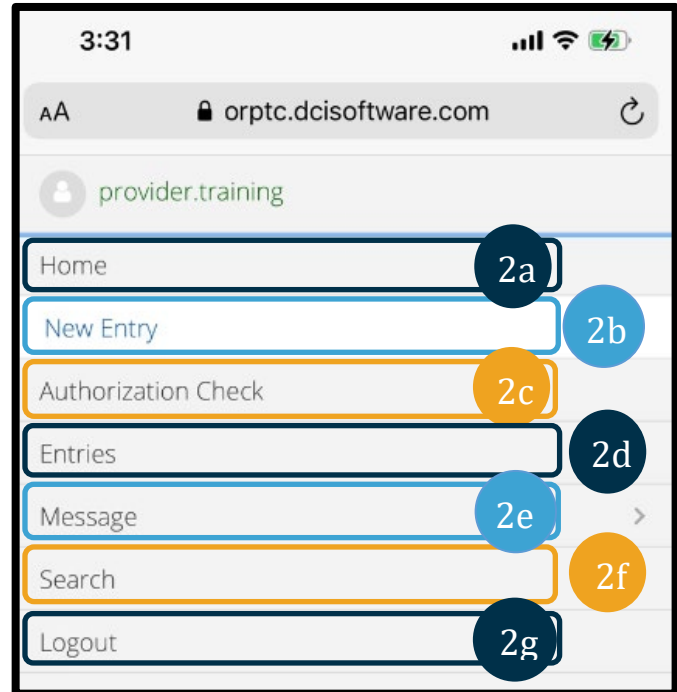 3:31
AA orptc.dcisoftware.com
provider.training
Home 2a
New Entry 2b
Authorization Check 2c
Entries 2d
Message 2e
Search 2f
Logout 2g